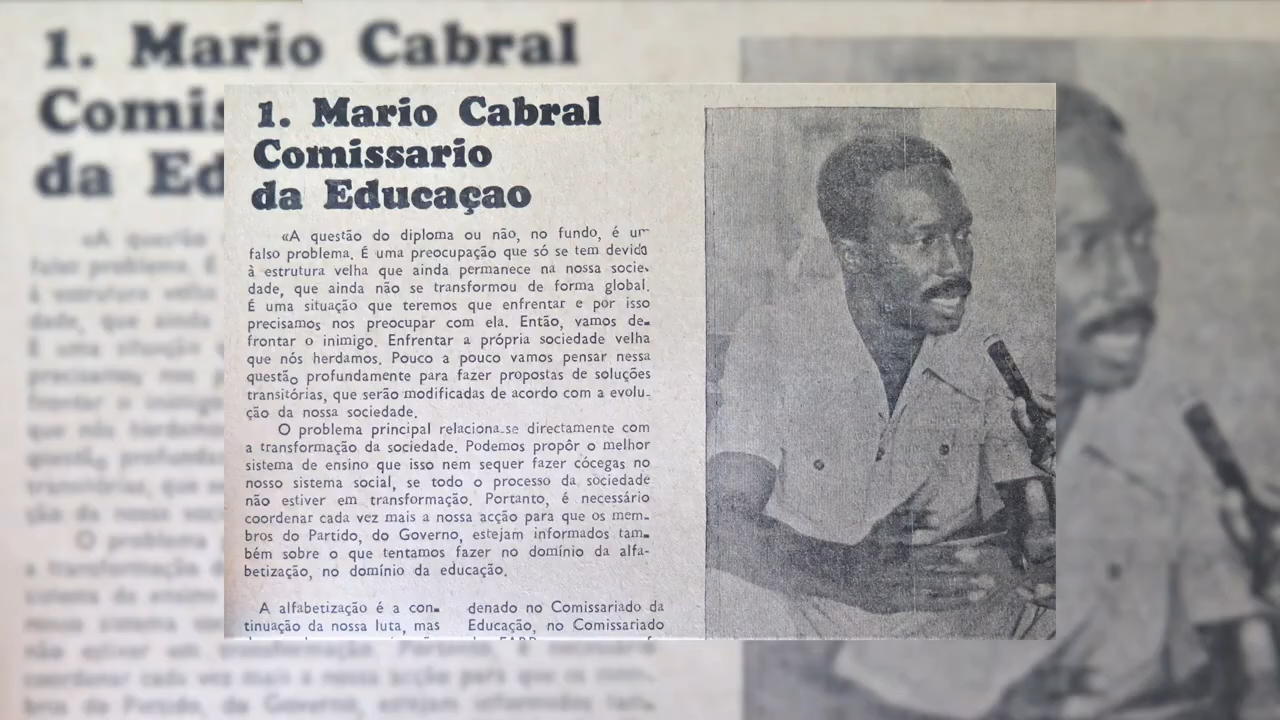 1. Mario Cabral
Comissario
da Educaçao
«A questão do diploma ou não, no fundo, é um
falso problema. É uma preocupação que só se tem devido
à estrutura velha que ainda permanece na nossa socie-
dade, que ainda não se transformou de forma global.
É uma situação que teremos que enfrentar e por isso
precisamos nos preocupar com ela. Então, vamos de-
frontar o inimigo. Enfrentar a própria sociedade velha
que nós herdamos. Pouco a pouco vamos pensar nessa
questão profundamente para fazer propostas de soluções
transitórias, que serão modificadas de acordo com a evolu-
ção da nossa sociedade.
O problema principal relaciona-se directamente com
a transformação da sociedade. Podemos propôr o melhor
sistema de ensino que isso nem sequer fazer cócegas no
nosso sistema social, se todo o processo da sociedade
não estiver em transformação. Portanto, é necessário
coordenar cada vez mais a nossa acção para que os mem-
bros do Partido, do Governo, estejam informados tam-
bém sobre o que tentamos fazer no domínio da alfa-
betização, no domínio da educação.
A alfabetização é a con-
tinuação da nossa luta, mas
denado no Comissariado da
Educação, no Comissariado